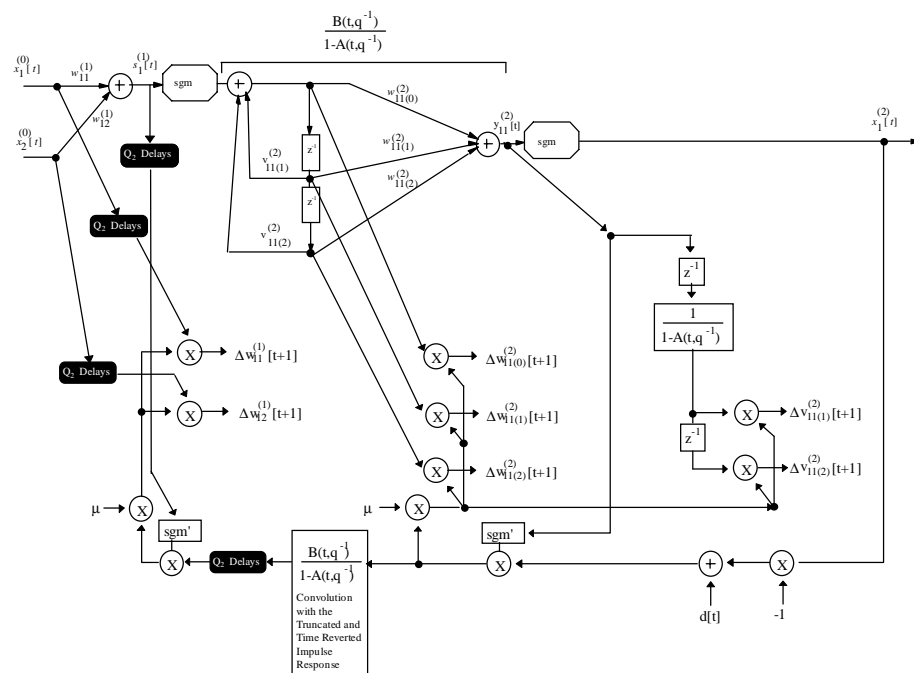 B(t,q⁻¹)
1-A(t,q⁻¹)
x₁⁽⁰⁾[t]
w₁₁⁽¹⁾
+
s₁⁽¹⁾[t]
sgm
+
w₁₁₍₀₎⁽²⁾
y₁₁⁽²⁾[t]
x₁⁽²⁾[t]
x₂⁽⁰⁾[t]
w₁₂⁽¹⁾
Q₂ Delays
v₁₁₍₁₎⁽²⁾
z⁻¹
w₁₁₍₁₎⁽²⁾
+
sgm
w₁₁₍₂₎⁽²⁾
z⁻¹
Q₂ Delays
v₁₁₍₂₎⁽²⁾
z⁻¹
1
1-A(t,q⁻¹)
X
Δw₁₁⁽¹⁾[t+1]
X
Δw₁₁₍₀₎⁽²⁾[t+1]
Q₂ Delays
X
Δw₁₂⁽¹⁾[t+1]
X
Δw₁₁₍₁₎⁽²⁾[t+1]
z⁻¹
X
Δv₁₁₍₁₎⁽²⁾[t+1]
X
Δw₁₁₍₂₎⁽²⁾[t+1]
X
Δv₁₁₍₂₎⁽²⁾[t+1]
μ
X
μ
X
sgm'
sgm'
X
Q₂ Delays
B(t,q⁻¹)
1-A(t,q⁻¹)
Convolution
with the
Truncated and
Time Reverted
Impulse
Response
X
+
X
d[t]
-1